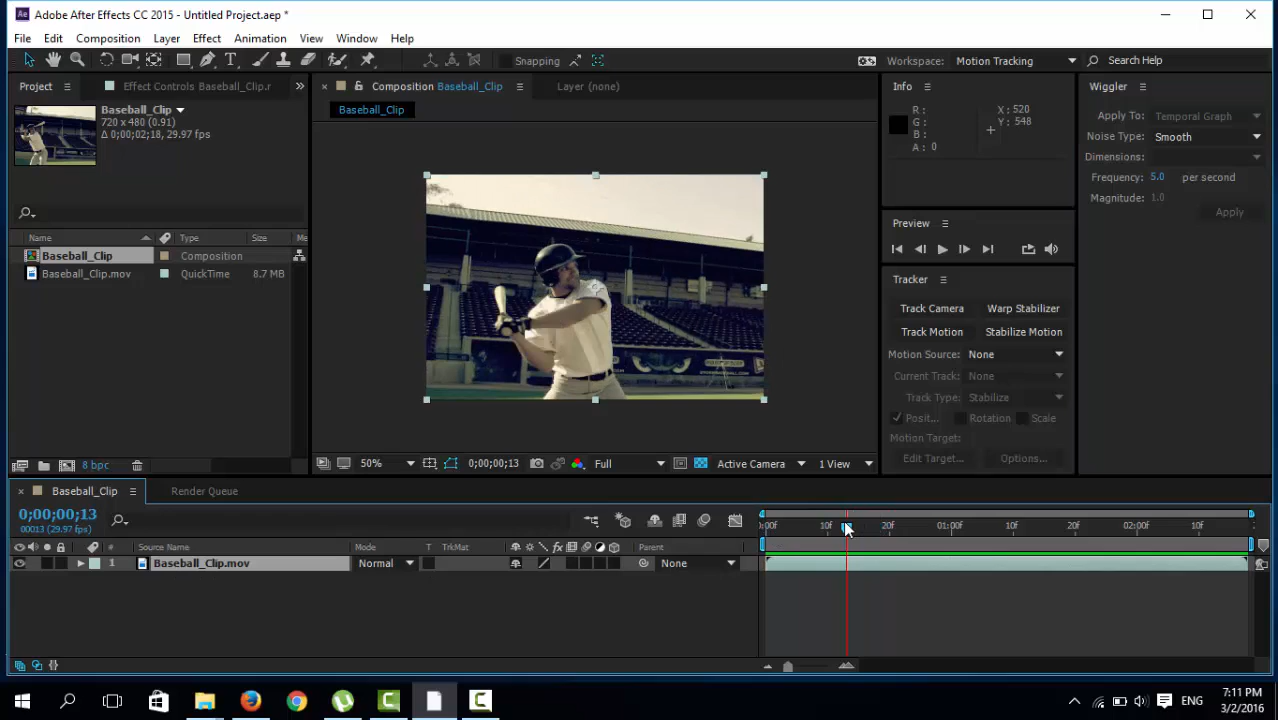 Adobe After Effects CC 2015 - Untitled Project.aep *
File Edit Composition Layer Effect Animation View Window Help
Snapping Workspace: Motion Tracking Search Help
Project Effect Controls Baseball_Clip.r »
Composition Baseball_Clip Layer (none)
Info
Wiggler
Baseball_Clip
720 x 480 (0.91)
Δ 0;00;02;18, 29.97 fps
Baseball_Clip
R :
G :
B :
A : 0
X : 520
Y : 548
Apply To: Temporal Graph
Noise Type: Smooth
Dimensions:
Frequency: 5.0 per second
Magnitude: 1.0
Apply
Preview
Name Type Size Me
Baseball_Clip Composition
Baseball_Clip.mov QuickTime 8.7 MB
Tracker
Track Camera Warp Stabilizer
Track Motion Stabilize Motion
Motion Source: None
Current Track: None
Track Type: Stabilize
Posit... Rotation Scale
Motion Target:
Edit Target... Options...
8 bpc
50% 0;00;00;13 Full Active Camera 1 View
Baseball_Clip Render Queue
0;00;00;13
00013 (29.97 fps)
0:00f 10f 20f 01:00f 10f 20f 02:00f 10f
Source Name Mode T TrkMat fx Parent
1 Baseball_Clip.mov Normal None
ENG
7:11 PM
3/2/2016